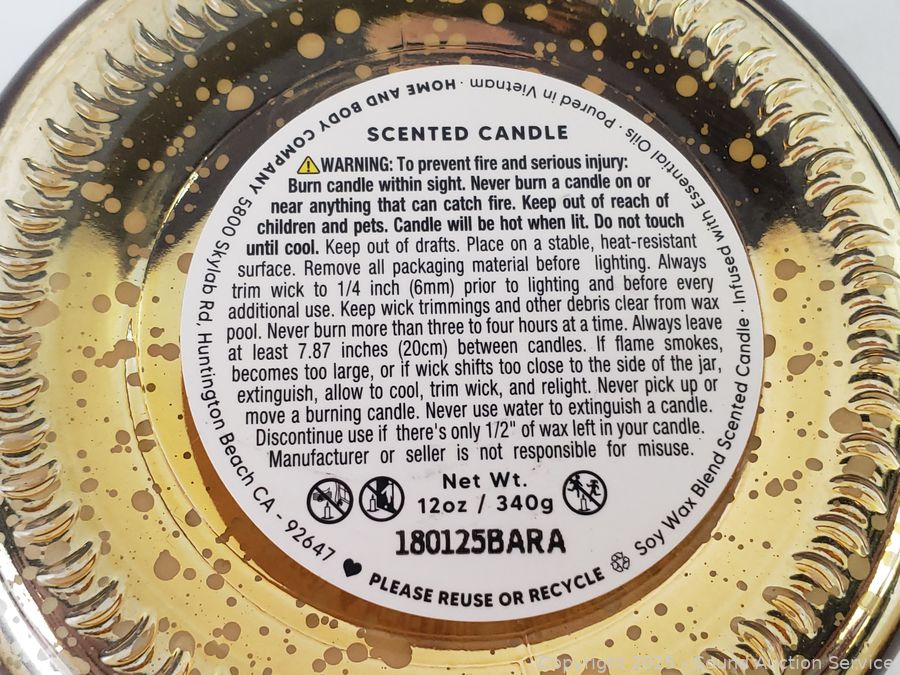 SCENTED CANDLE
WARNING: To prevent fire and serious injury:
Burn candle within sight. Never burn a candle on or
near anything that can catch fire. Keep out of reach of
children and pets. Candle will be hot when lit. Do not touch
until cool. Keep out of drafts. Place on a stable, heat-resistant
surface. Remove all packaging material before lighting. Always
trim wick to 1/4 inch (6mm) prior to lighting and before every
additional use. Keep wick trimmings and other debris clear from wax
pool. Never burn more than three to four hours at a time. Always leave
at least 7.87 inches (20cm) between candles. If flame smokes,
becomes too large, or if wick shifts too close to the side of the jar,
extinguish, allow to cool, trim wick, and relight. Never pick up or
move a burning candle. Never use water to extinguish a candle.
Discontinue use if there's only 1/2" of wax left in your candle.
Manufacturer or seller is not responsible for misuse.
Net Wt.
12oz / 340g
180125BARA
♥ PLEASE REUSE OR RECYCLE
Soy Wax Blend Scented Candle · Infused with Essential Oils · Poured in Vietnam · HOME AND BODY COMPANY 5800 Skylab Rd, Huntington Beach CA - 92647
Copyright 2025 - Sound Auction Service